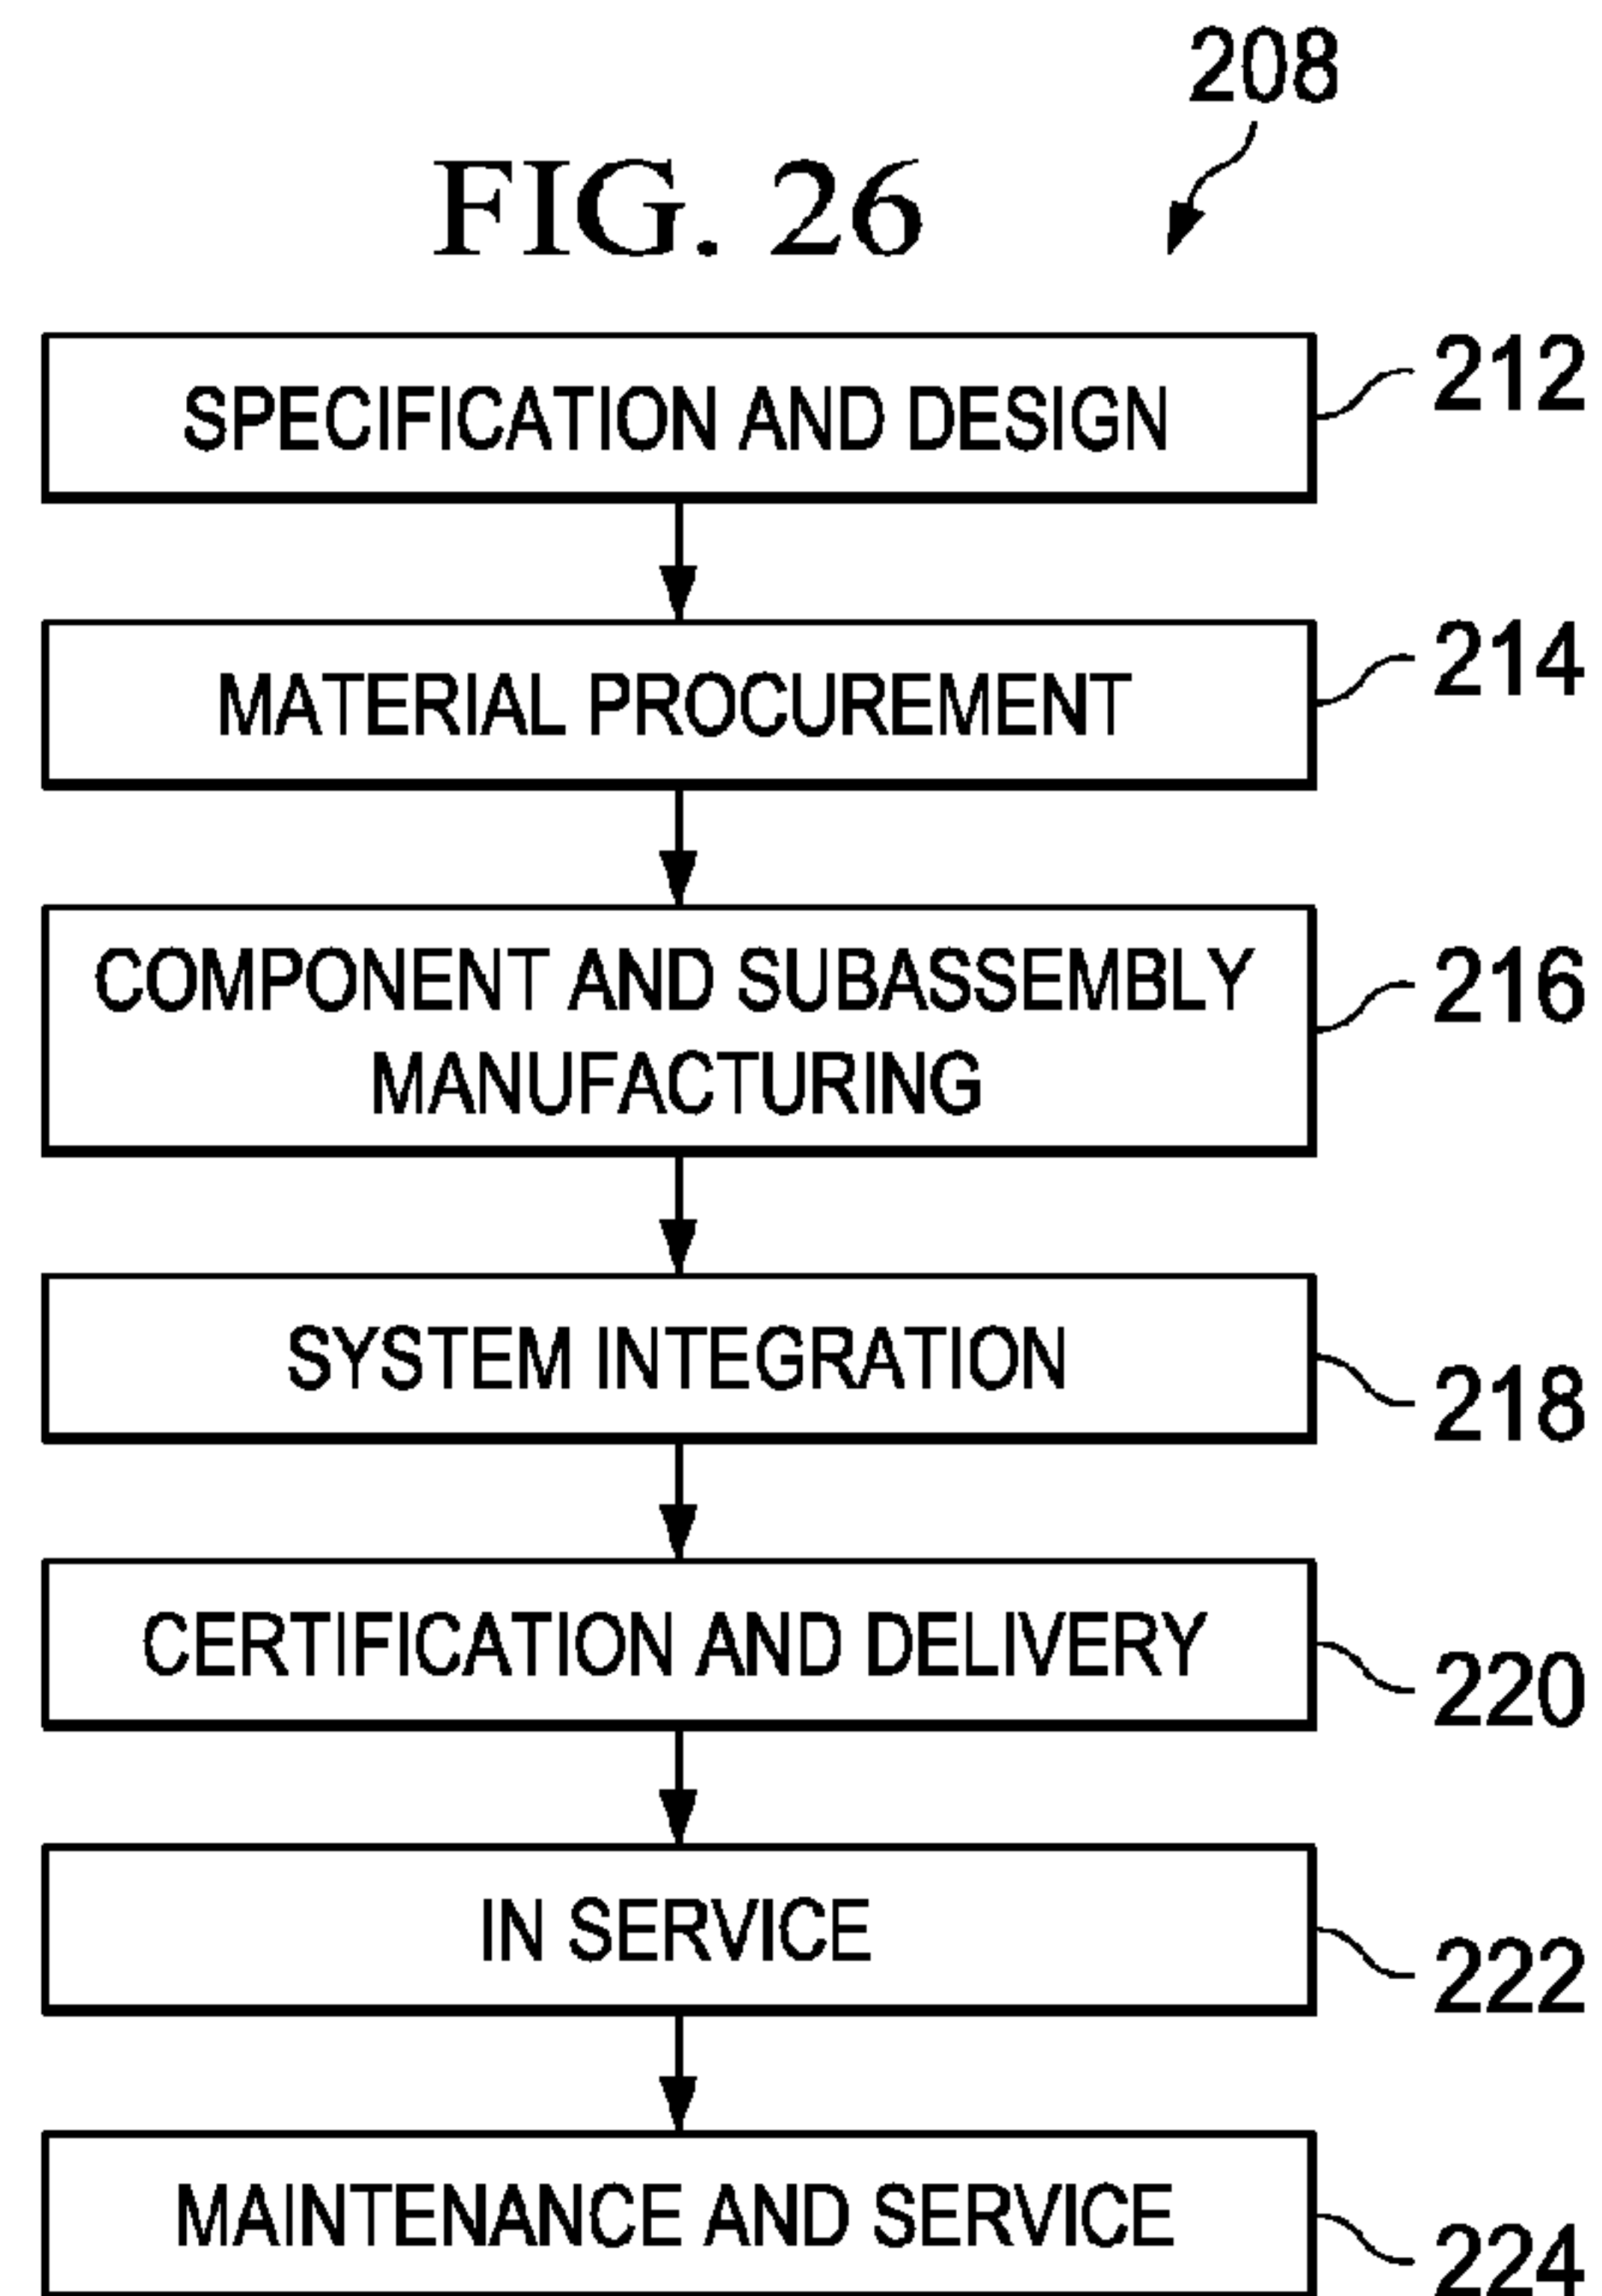 208
FIG. 26
SPECIFICATION AND DESIGN
212
MATERIAL PROCUREMENT
214
COMPONENT AND SUBASSEMBLY
MANUFACTURING
216
SYSTEM INTEGRATION
218
CERTIFICATION AND DELIVERY
220
IN SERVICE
222
MAINTENANCE AND SERVICE
224